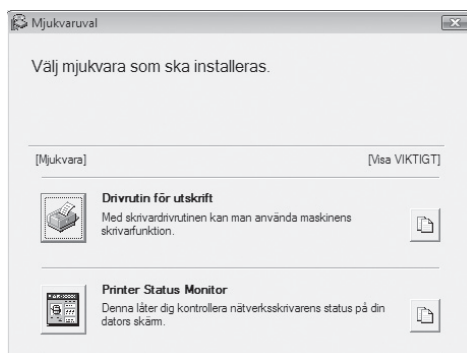 Mjukvaruval
Välj mjukvara som ska installeras.
[Mjukvara] [Visa VIKTIGT]
Drivrutin för utskrift
Med skrivardrivrutinen kan man använda maskinens
skrivarfunktion.
Printer Status Monitor
Denna låter dig kontrollera nätverksskrivarens status på din
dators skärm.